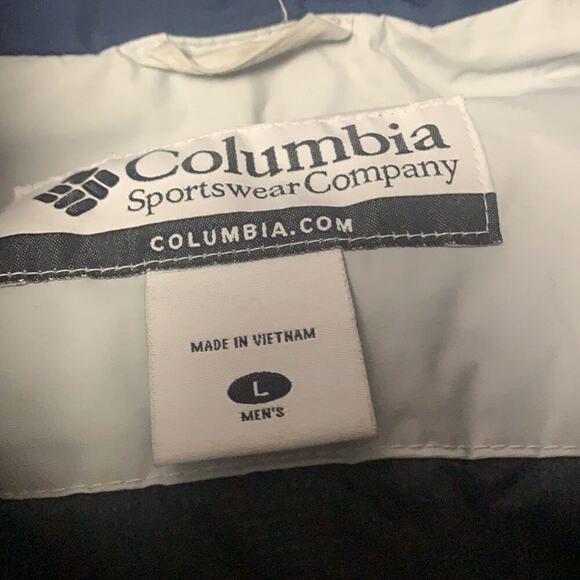 Columbia
Sportswear Company
COLUMBIA.COM
MADE IN VIETNAM
L
MEN'S